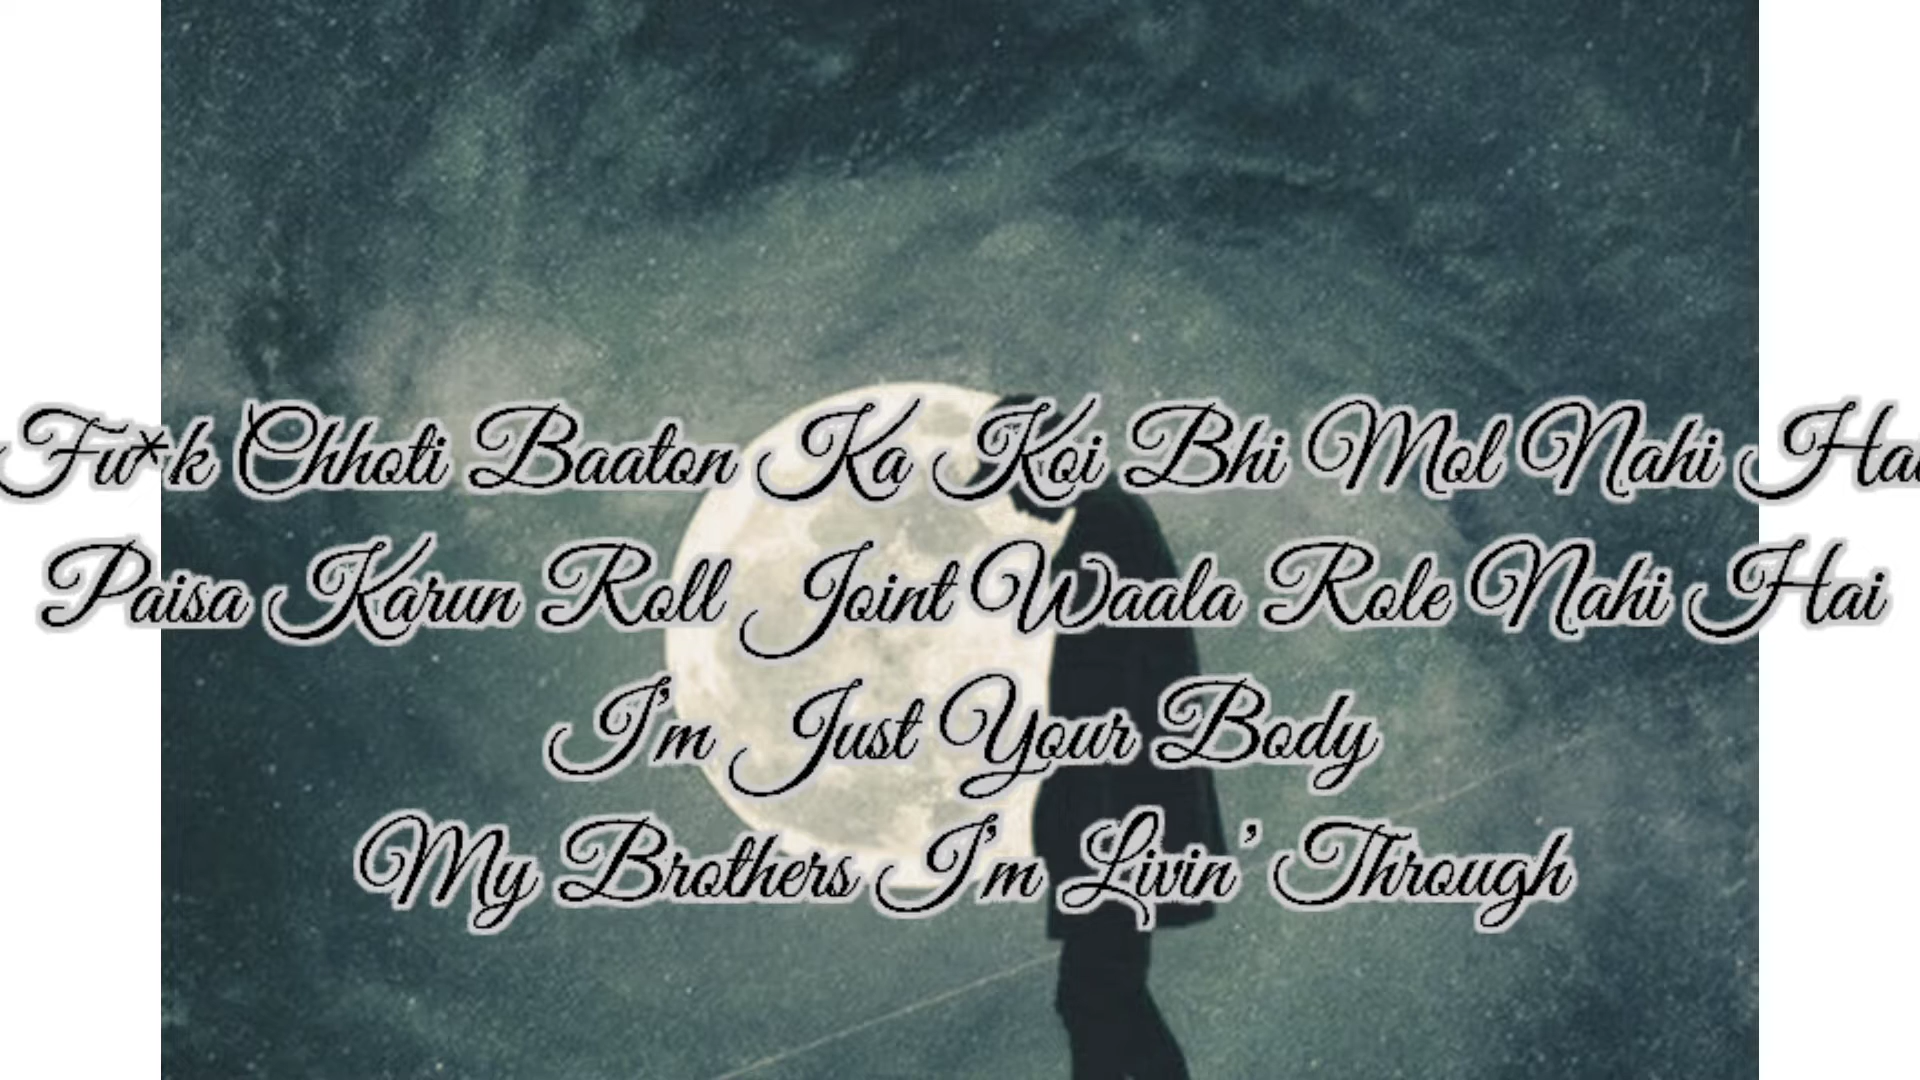 Fu*k Chhoti Baaton Ka Koi Bhi Mol Nahi Hai
Paisa Karun Roll Joint Waala Role Nahi Hai
I'm Just Your Body
My Brothers I'm Livin' Through